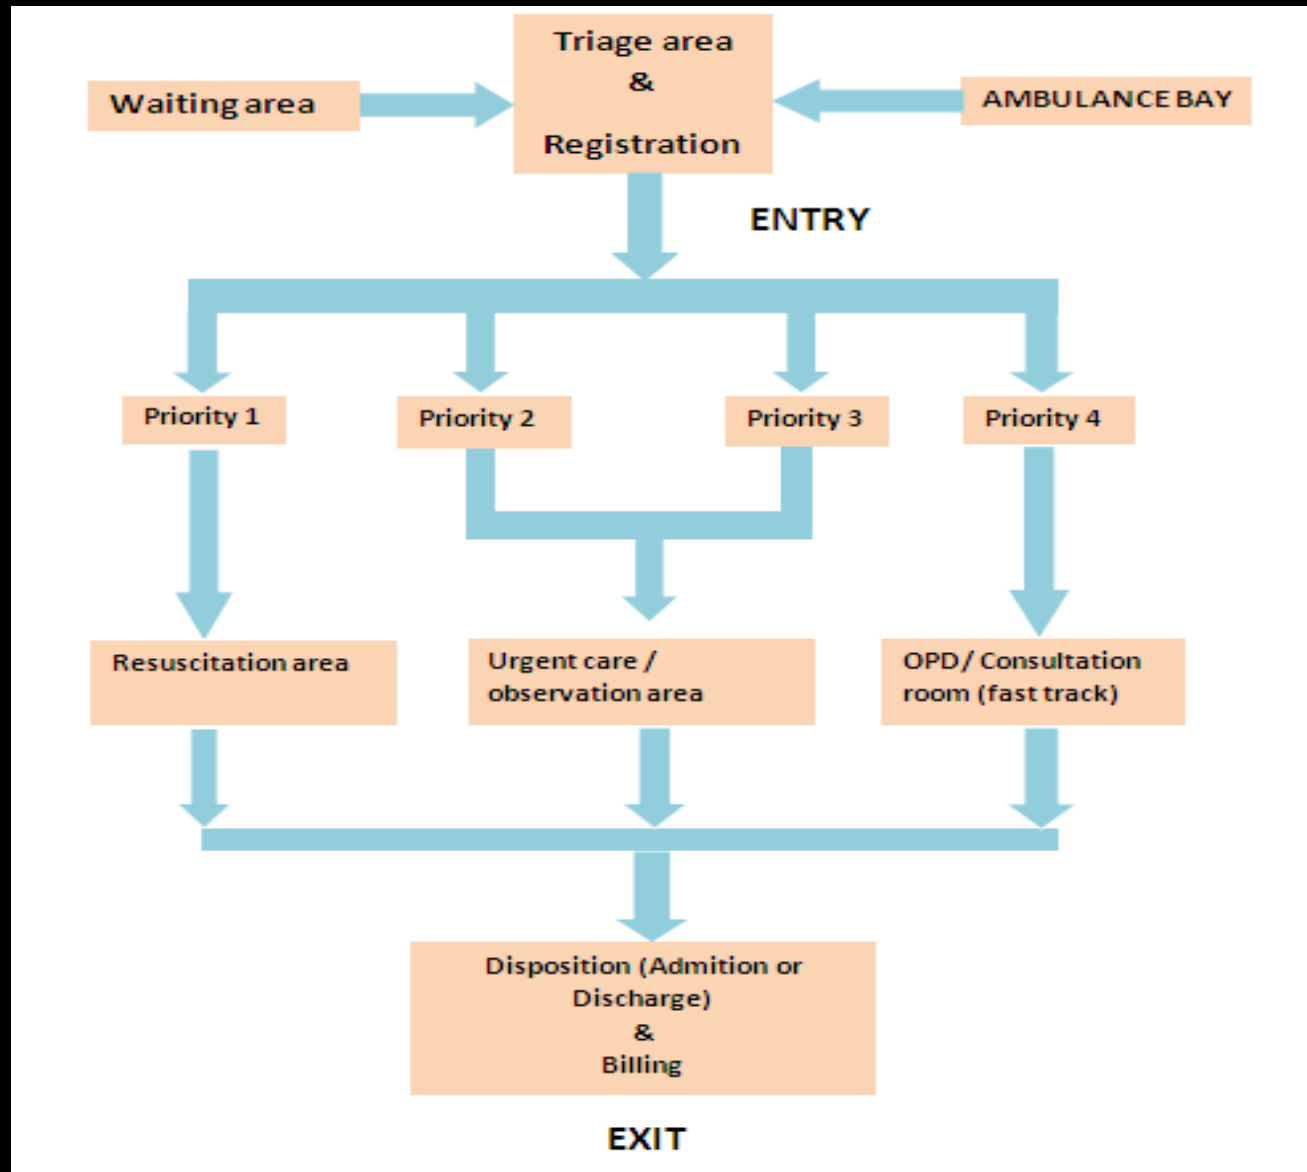 Triage area
&
Registration
Waiting area
AMBULANCE BAY
ENTRY
Priority 1
Priority 2
Priority 3
Priority 4
Resuscitation area
Urgent care /
observation area
OPD/ Consultation
room (fast track)
Disposition (Admition or
Discharge)
&
Billing
EXIT